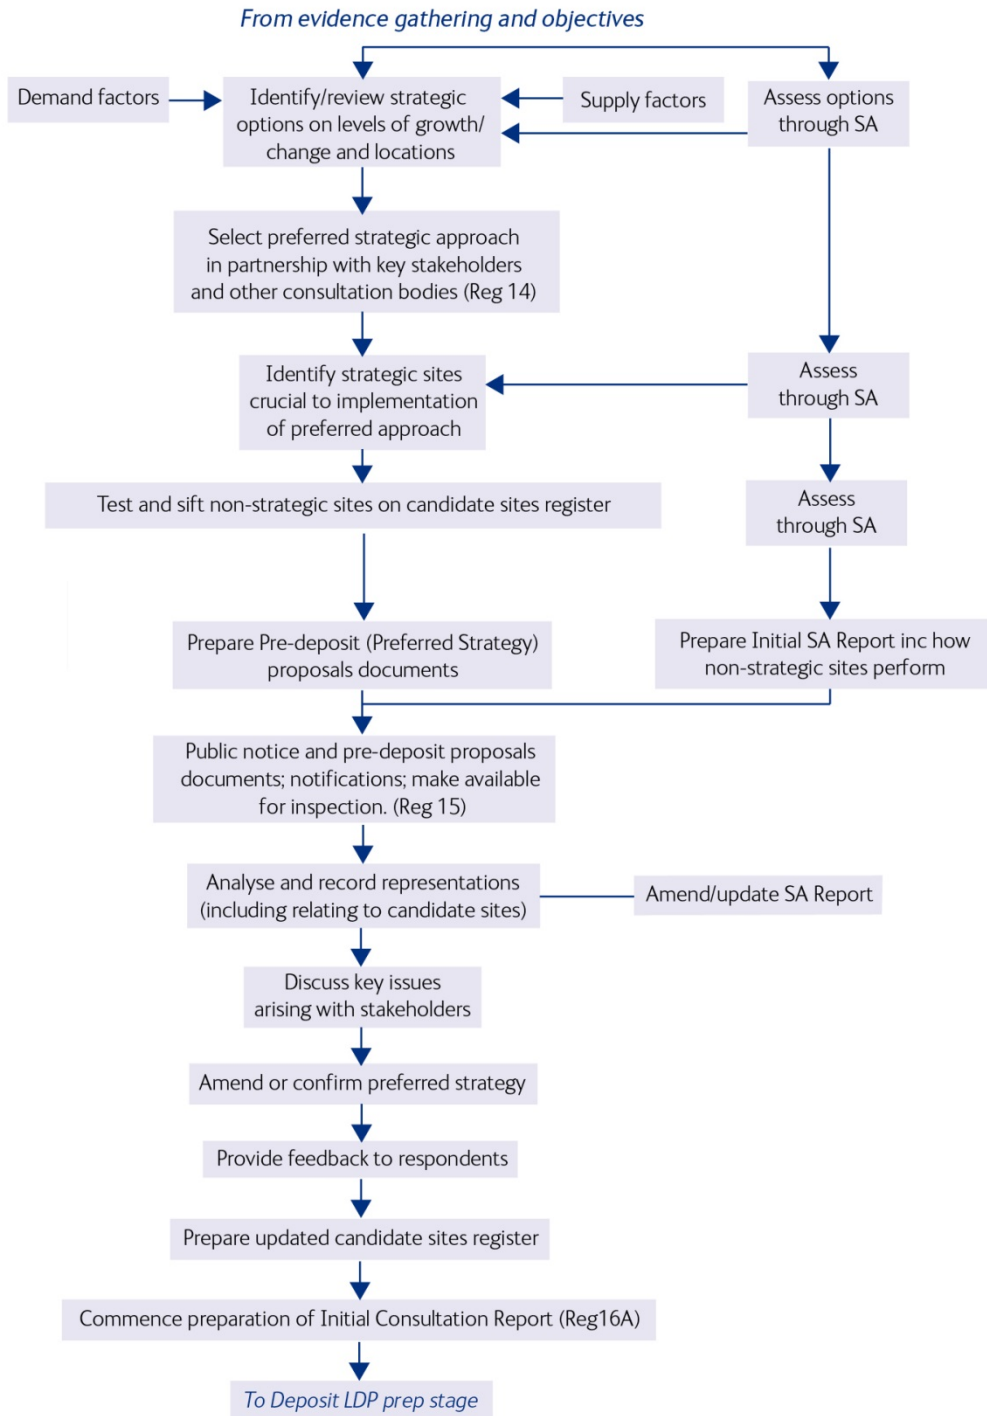 From evidence gathering and objectives
Demand factors
Identify/review strategic
options on levels of growth/
change and locations
Supply factors
Assess options
through SA
Select preferred strategic approach
in partnership with key stakeholders
and other consultation bodies (Reg 14)
Identify strategic sites
crucial to implementation
of preferred approach
Assess
through SA
Test and sift non-strategic sites on candidate sites register
Assess
through SA
Prepare Pre-deposit (Preferred Strategy)
proposals documents
Prepare Initial SA Report inc how
non-strategic sites perform
Public notice and pre-deposit proposals
documents; notifications; make available
for inspection. (Reg 15)
Analyse and record representations
(including relating to candidate sites)
Amend/update SA Report
Discuss key issues
arising with stakeholders
Amend or confirm preferred strategy
Provide feedback to respondents
Prepare updated candidate sites register
Commence preparation of Initial Consultation Report (Reg16A)
To Deposit LDP prep stage